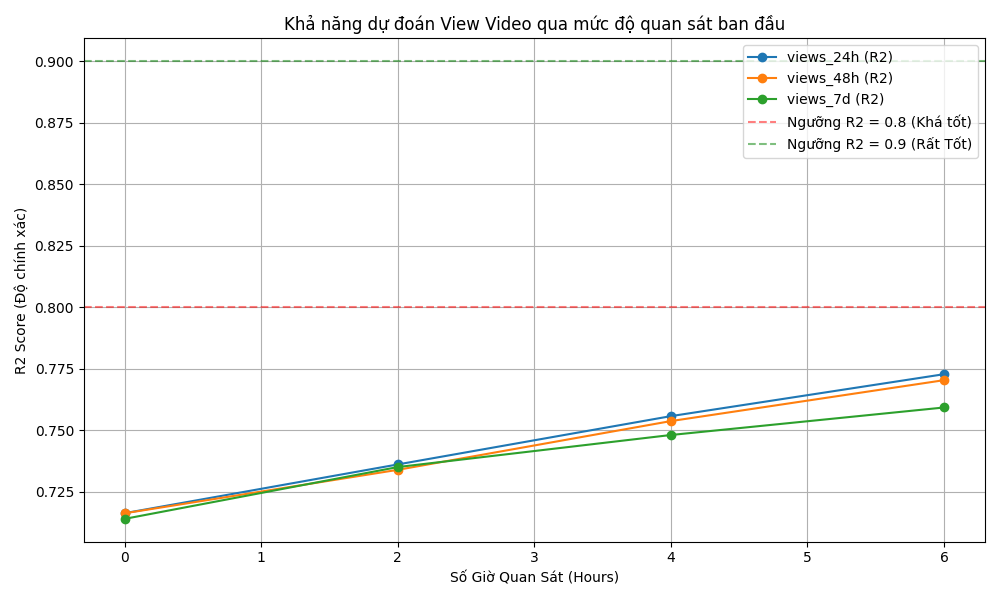 Khả năng dự đoán View Video qua mức độ quan sát ban đầu
views_24h (R2)
views_48h (R2)
views_7d (R2)
Ngưỡng R2 = 0.8 (Khá tốt)
Ngưỡng R2 = 0.9 (Rất Tốt)
R2 Score (Độ chính xác)
0.900
0.875
0.850
0.825
0.800
0.775
0.750
0.725
0 1 2 3 4 5 6
Số Giờ Quan Sát (Hours)